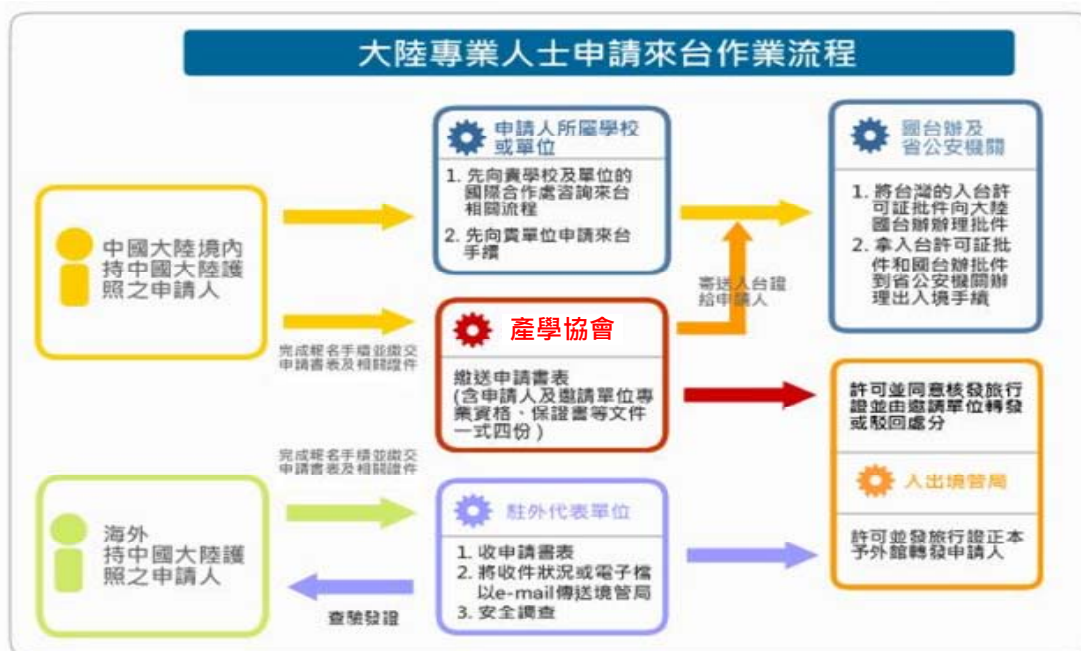 大陸專業人士申請來台作業流程
中國大陸境內
持中國大陸護
照之申請人
申請人所屬學校
或單位
1. 先向貴學校及單位的
國際合作處咨詢來台
相關流程
2. 先向貴單位申請來台
手續
國台辦及
省公安機關
1. 將台灣的入台許
可証批件向大陸
國台辦辦理批件
2. 拿入台許可証批
件和國台辦批件
到省公安機關辦
理出入境手續
寄送入台證
給申請人
完成報名手續並繳交
申請書表及相關證件
產學協會
繳送申請書表
(含申請人及邀請單位專
業資格、保證書等文件
一式四份)
許可並同意核發旅行
證並由邀請單位轉發
或駁回處分
入出境管局
許可並發旅行證正本
予外館轉發申請人
完成報名手續並繳交
申請書表及相關證件
海外
持中國大陸護
照之申請人
駐外代表單位
1. 收申請書表
2. 將收件狀況或電子檔
以e-mail傳送境管局
3. 安全調查
查驗發證